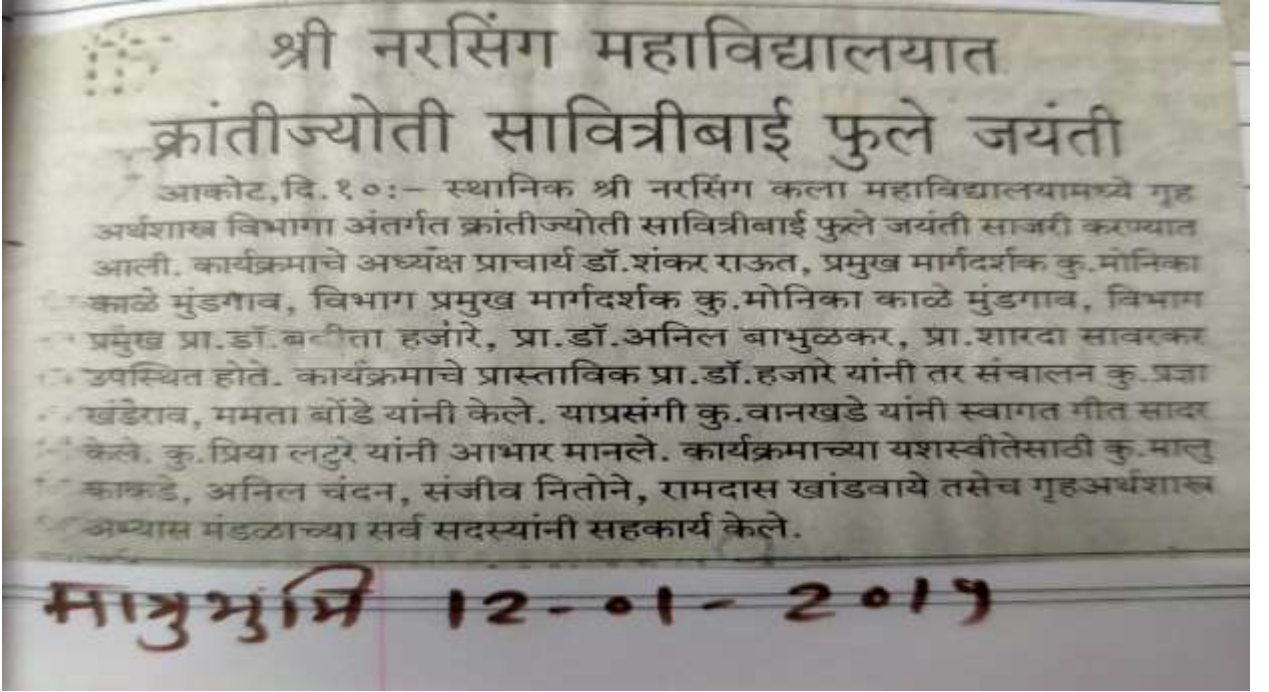 श्री नरसिंग महाविद्यालयात
क्रांतीज्योती सावित्रीबाई फुले जयंती
आकोट,दि.१०:– स्थानिक श्री नरसिंग कला महाविद्यालयामध्ये गृह
अर्थशास्त्र विभागा अंतर्गत क्रांतीज्योती सावित्रीबाई फुले जयंती साजरी करण्यात
आली. कार्यक्रमाचे अध्यक्ष प्राचार्य डॉ.शंकर राऊत, प्रमुख मार्गदर्शक कु.मोनिका
काळे मुंडगाव, विभाग प्रमुख मार्गदर्शक कु.मोनिका काळे मुंडगाव, विभाग
प्रमुख प्रा.डॉ. हजारे, प्रा.डॉ.अनिल बाभुळकर, प्रा.शारदा सावरकर
उपस्थित होते. कार्यक्रमाचे प्रास्ताविक प्रा.डॉ.हजारे यांनी तर संचालन कु.प्रज्ञा
खंडेराव, ममता बोंडे यांनी केले. याप्रसंगी कु.वानखडे यांनी स्वागत गीत सादर
केले. कु.प्रिया लटुरे यांनी आभार मानले. कार्यक्रमाच्या यशस्वीतेसाठी कु.मालु
काकडे, अनिल चंदन, संजीव नितोने, रामदास खांडवाये तसेच गृहअर्थशास्त्र
अभ्यास मंडळाच्या सर्व सदस्यांनी सहकार्य केले.
मात्रुभुमि 12-01-2019